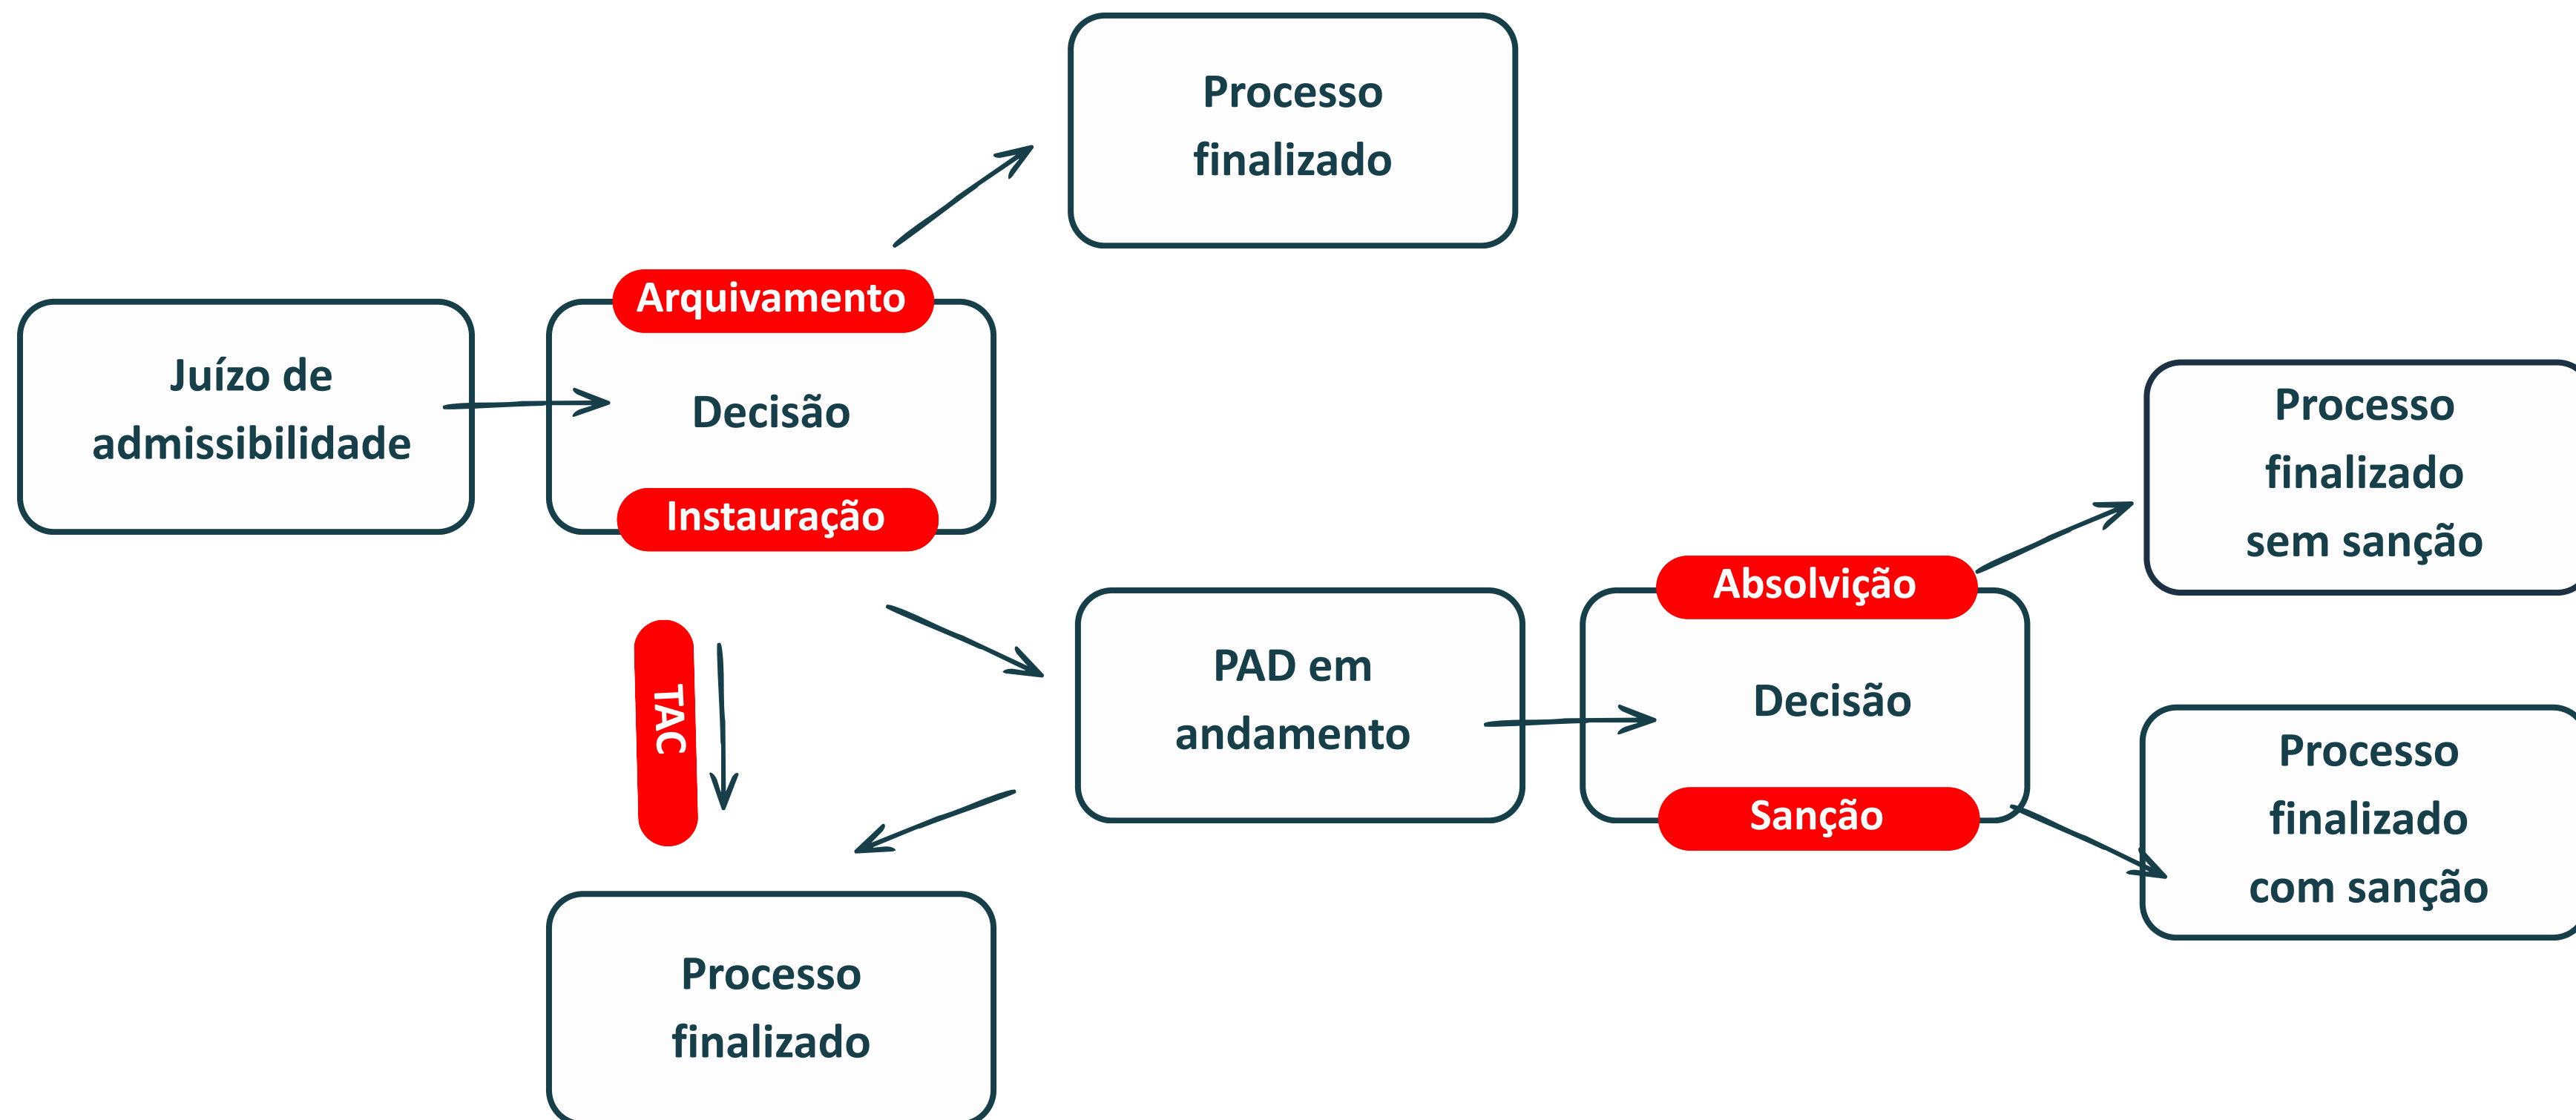 Processo
finalizado
Arquivamento
Juízo de
admissibilidade
Decisão
Instauração
TAC
PAD em
andamento
Absolvição
Decisão
Sanção
Processo
finalizado
sem sanção
Processo
finalizado
com sanção
Processo
finalizado